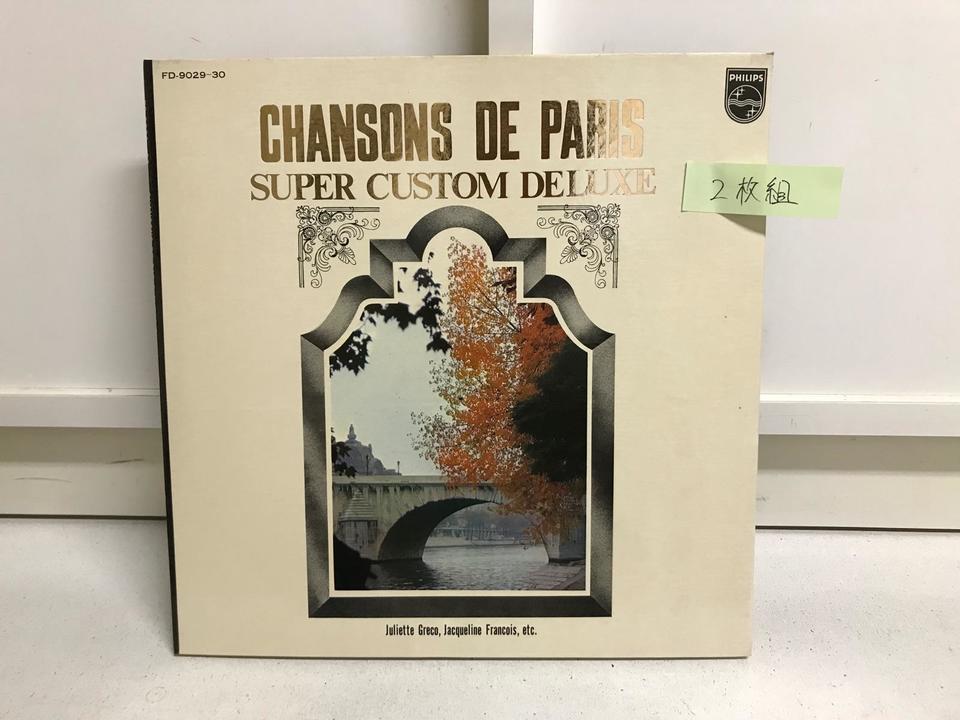 FD-9029~30
PHILIPS
CHANSONS DE PARIS
SUPER CUSTOM DELUXE
2枚組
Juliette Greco, Jacqueline Francois, etc.